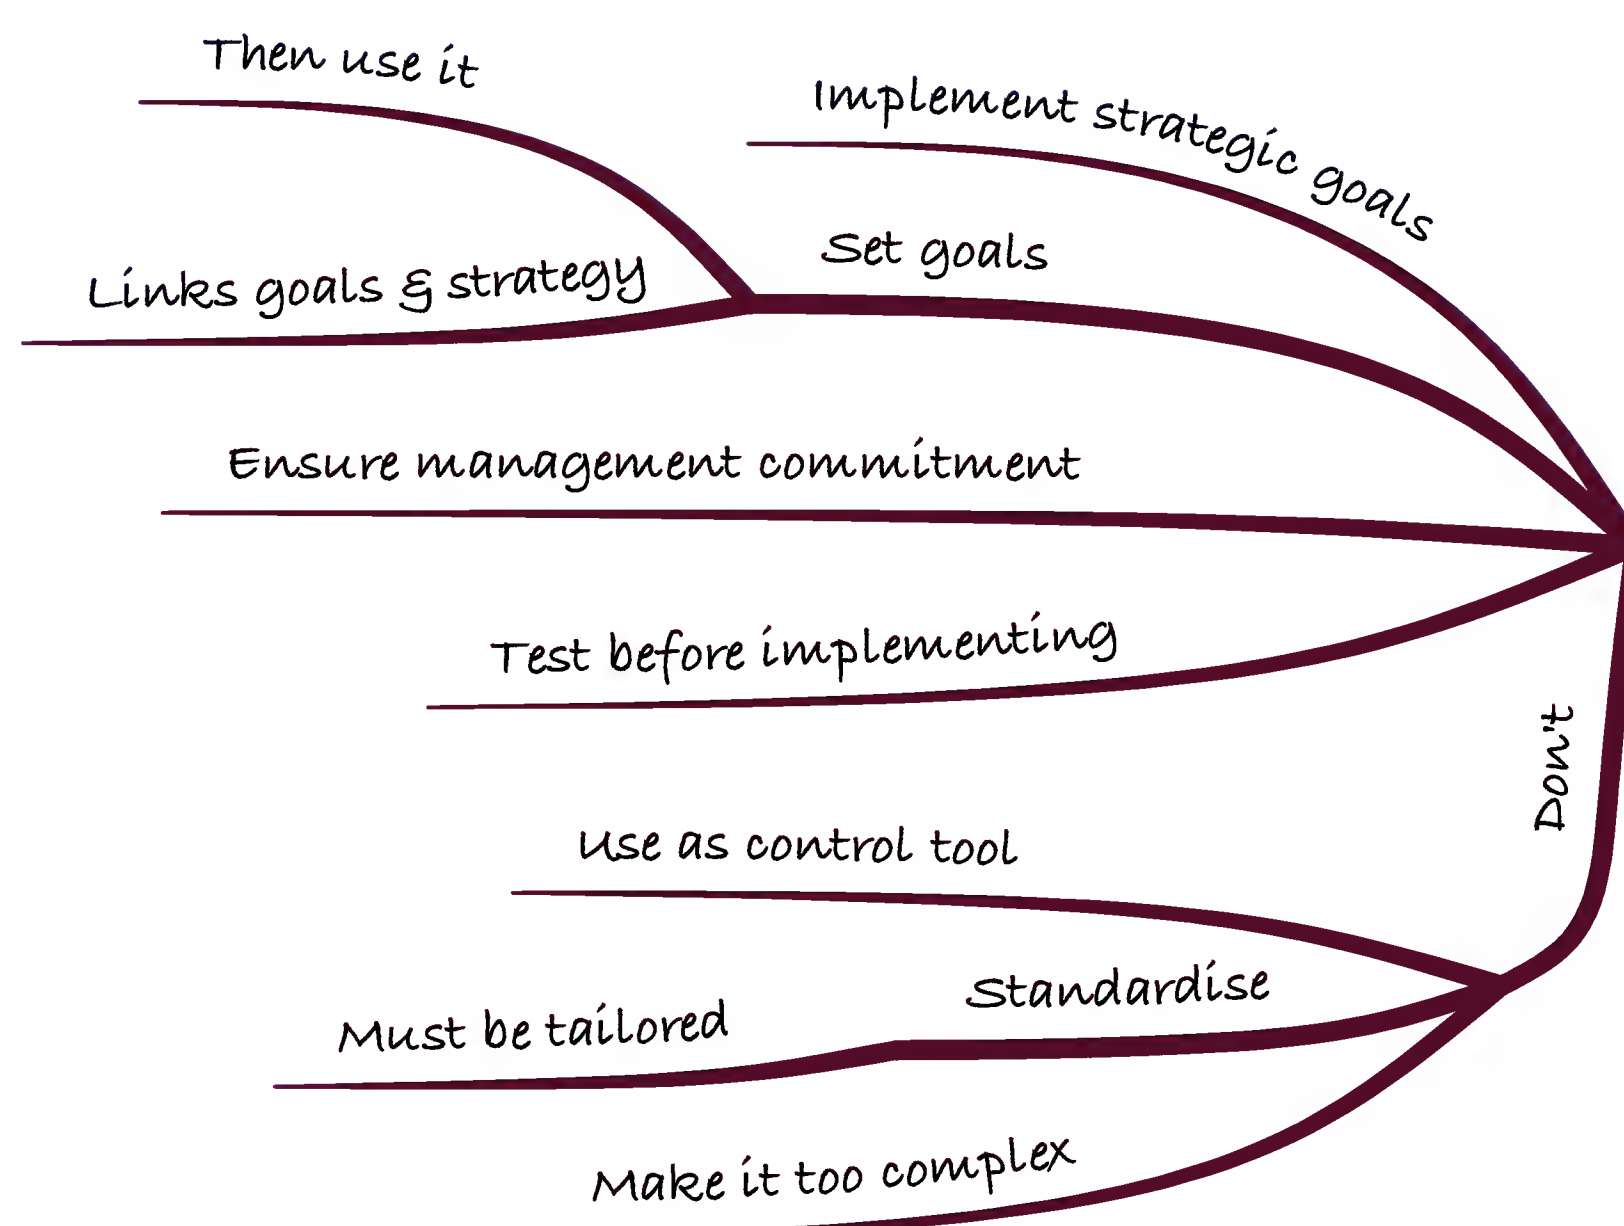 Then use it
Implement strategic goals
Set goals
Links goals & strategy
Ensure management commitment
Test before implementing
Don't
Use as control tool
Standardise
Must be tailored
Make it too complex